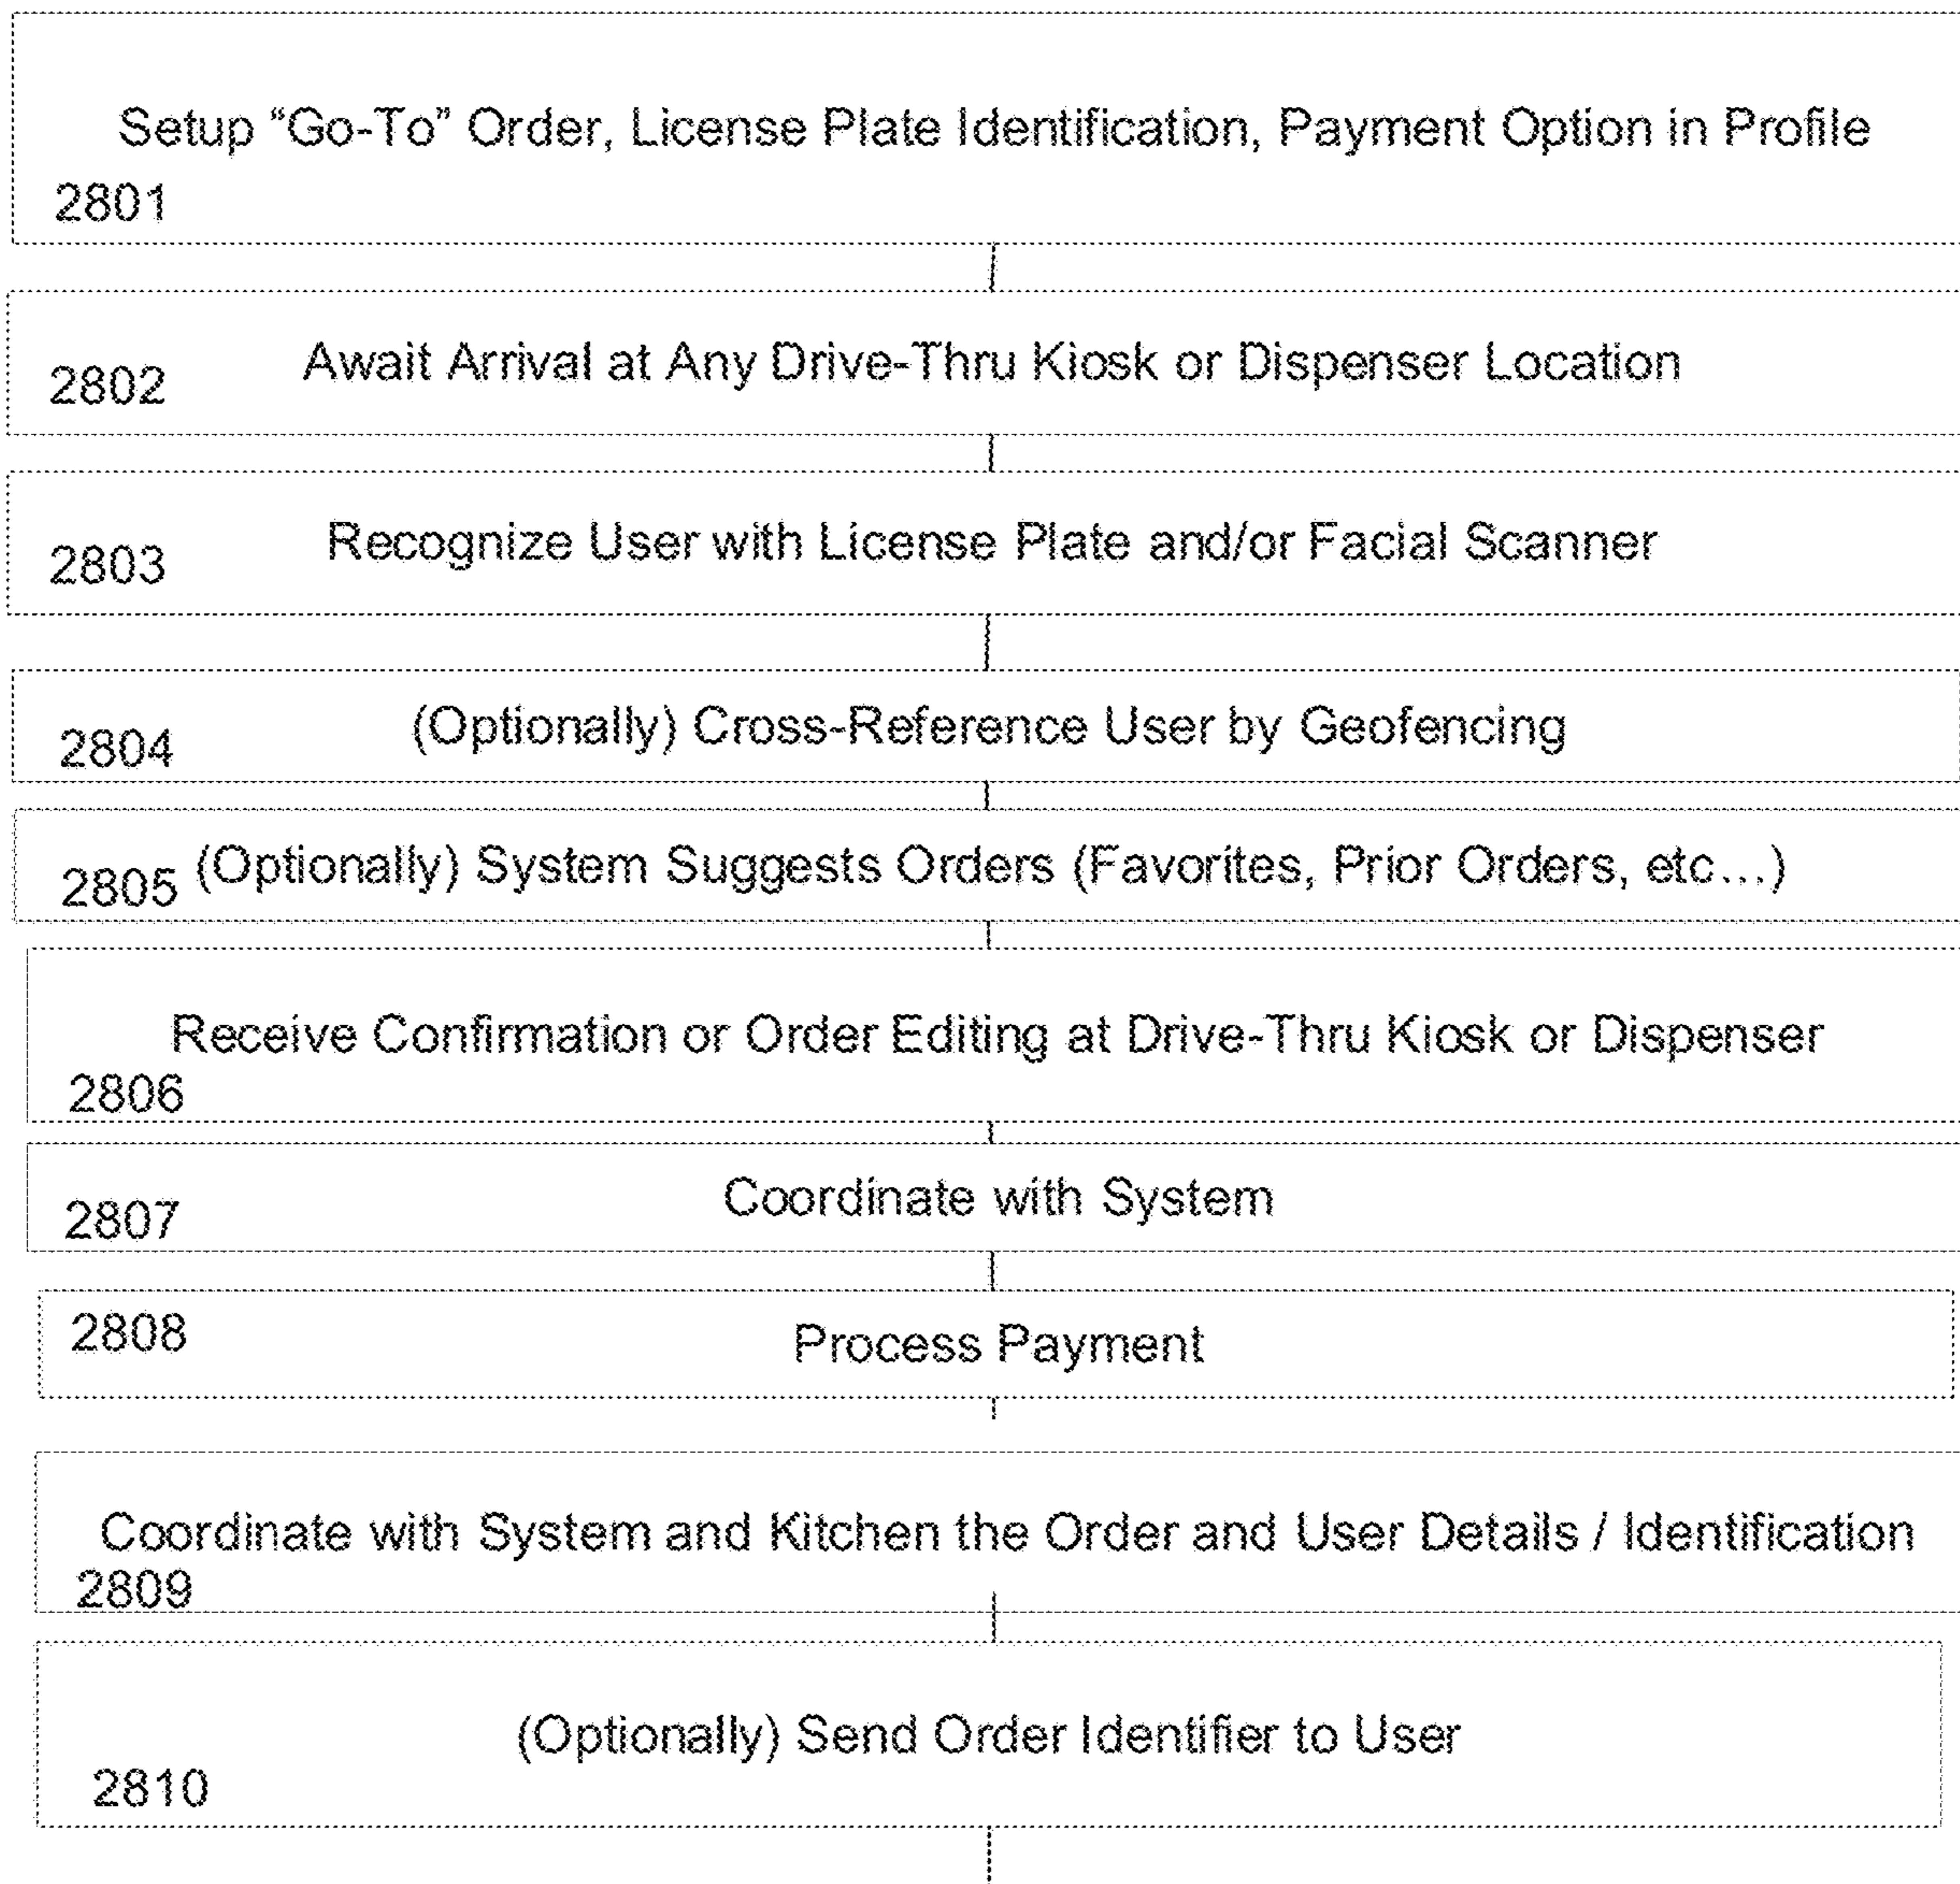 Setup “Go-To” Order, License Plate Identification, Payment Option in Profile
2801
Await Arrival at Any Drive-Thru Kiosk or Dispenser Location
2802
Recognize User with License Plate and/or Facial Scanner
2803
(Optionally) Cross-Reference User by Geofencing
2804
(Optionally) System Suggests Orders (Favorites, Prior Orders, etc...)
2805
Receive Confirmation or Order Editing at Drive-Thru Kiosk or Dispenser
2806
Coordinate with System
2807
2808
Process Payment
Coordinate with System and Kitchen the Order and User Details / Identification
2809
(Optionally) Send Order Identifier to User
2810